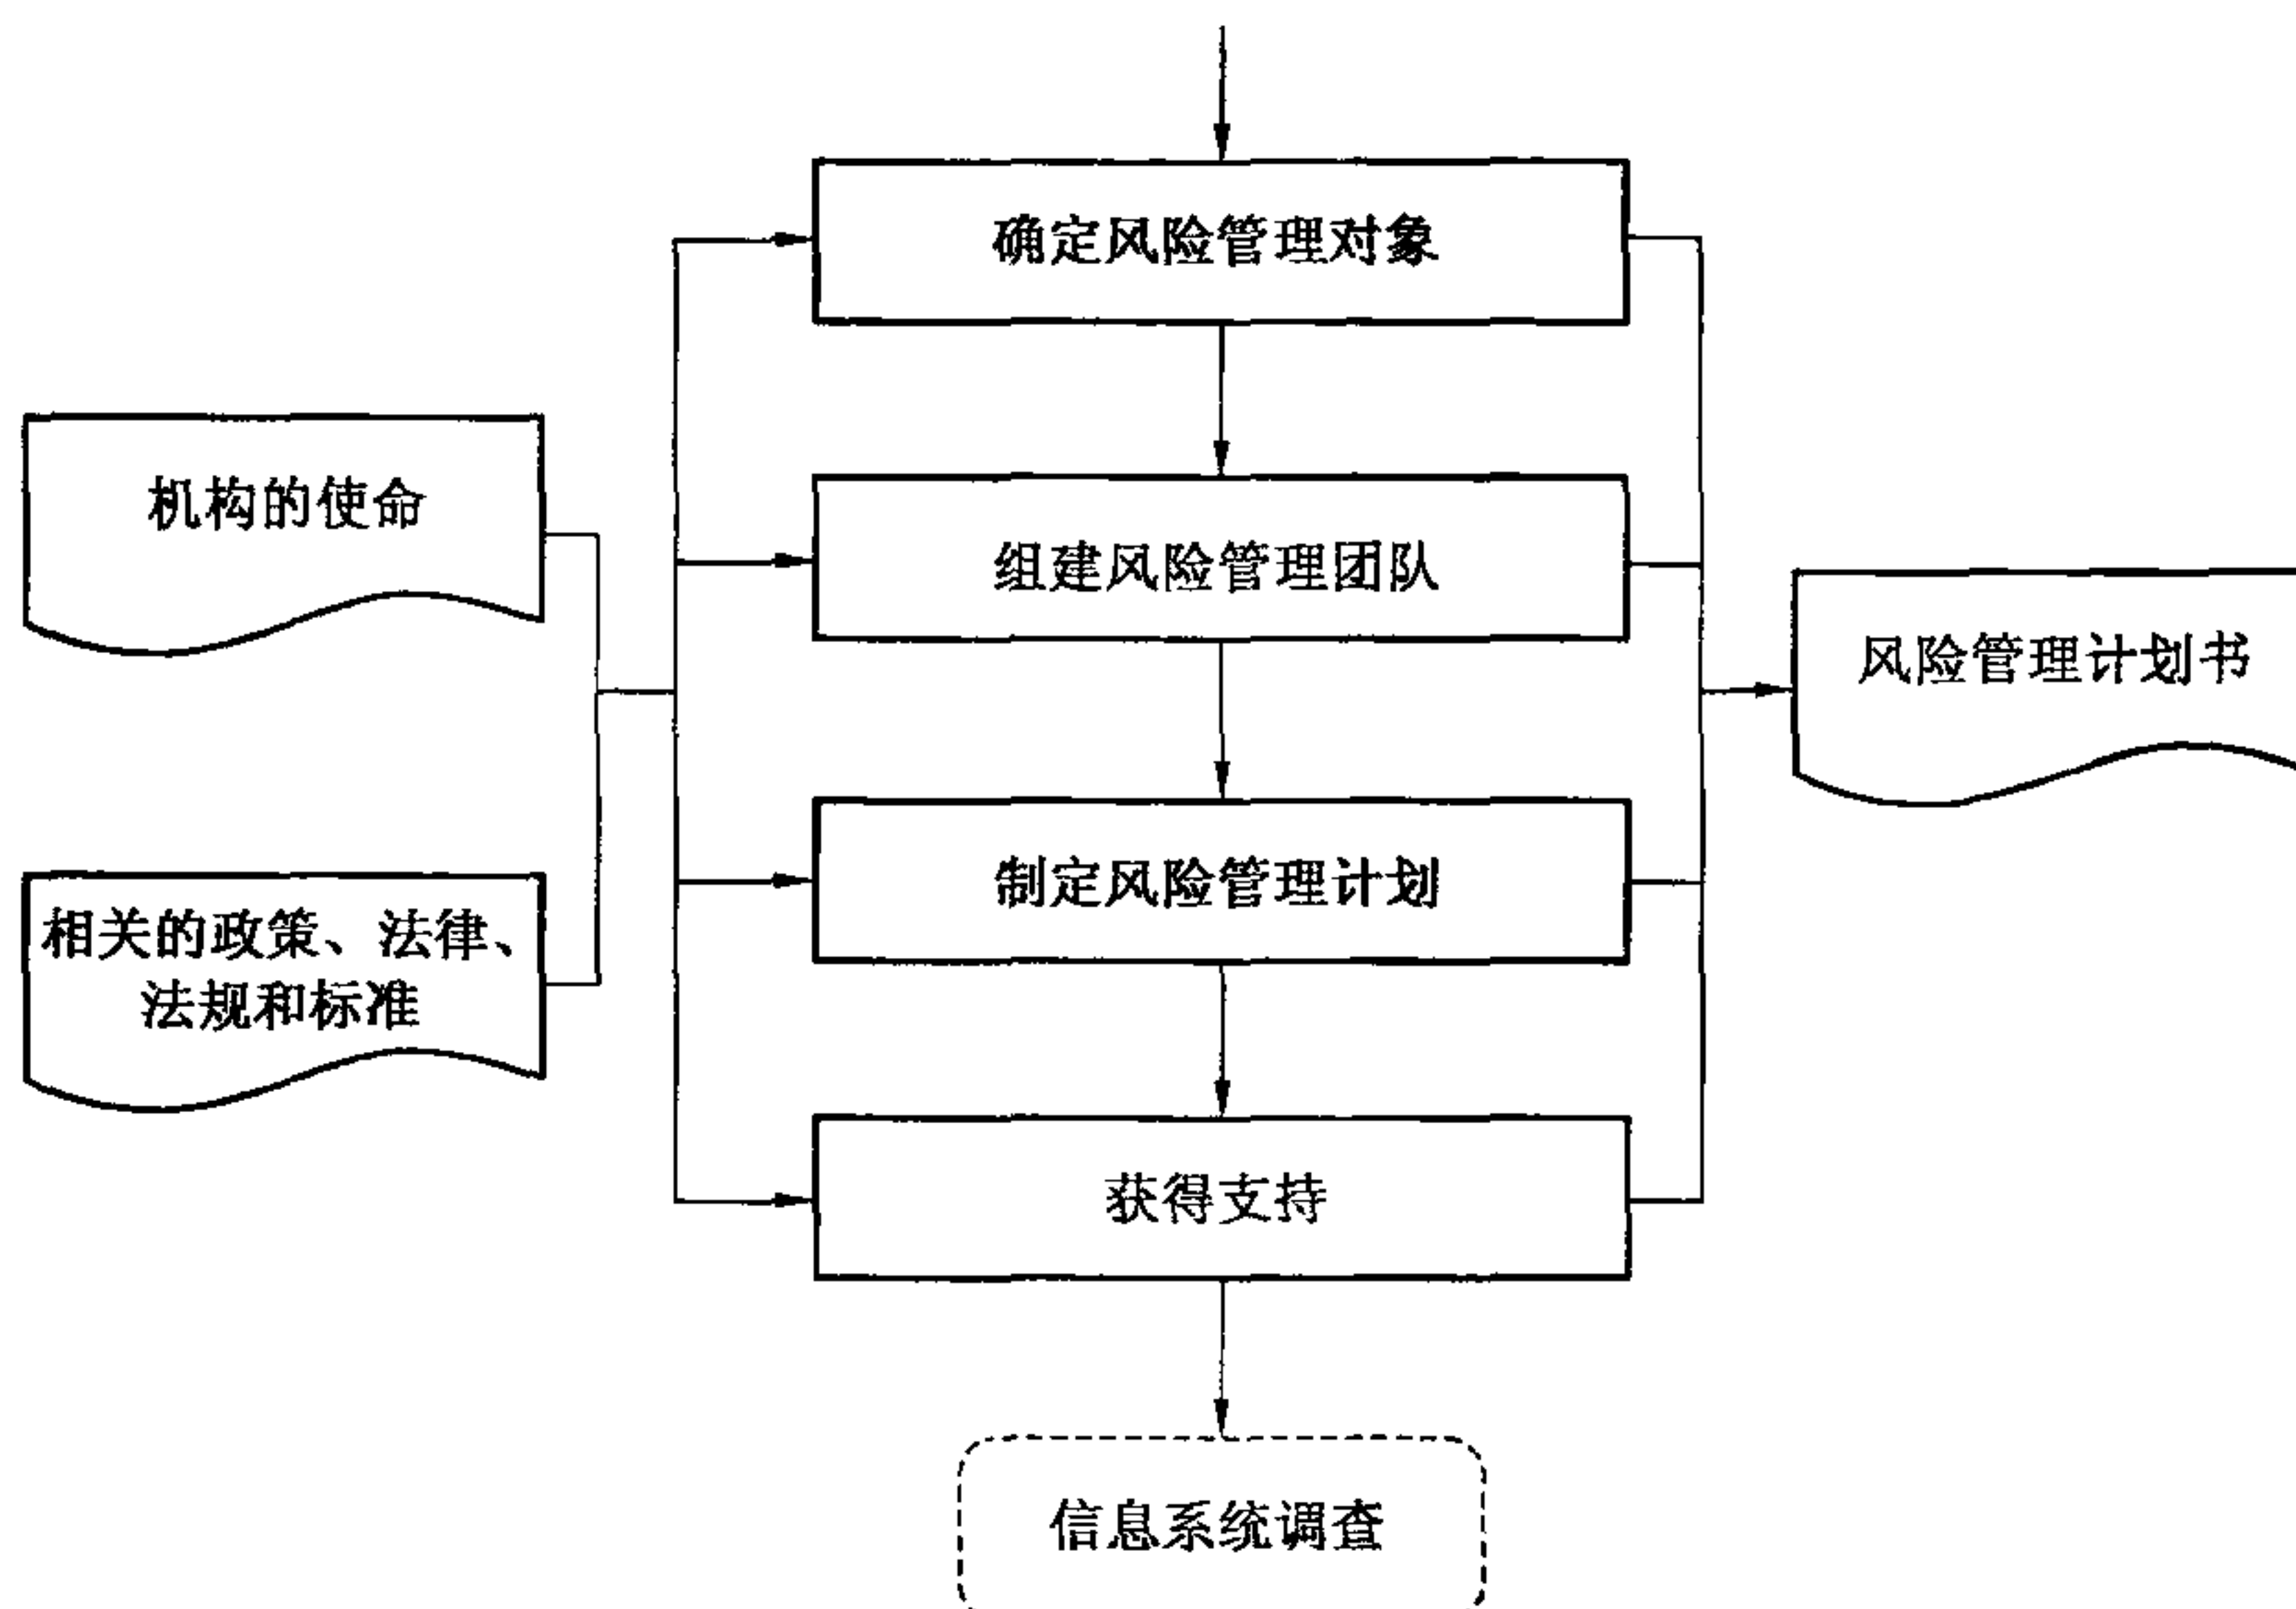 确定风险管理对象
机构的使命
组建风险管理团队
风险管理计划书
制定风险管理计划
相关的政策、法律、
法规和标准
获得支持
信息系统调查